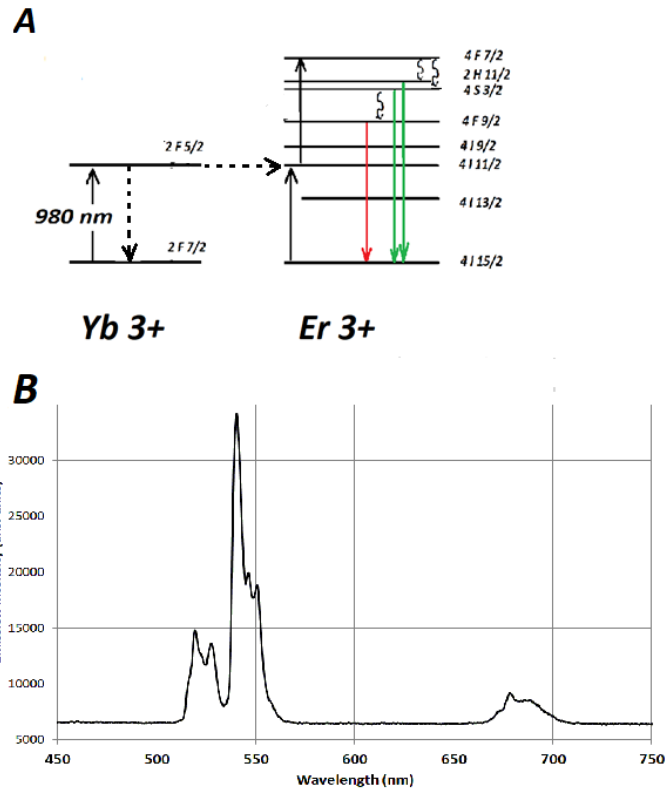 A
4 F 7/2
2 H 11/2
4 S 3/2
4 F 9/2
2 F 5/2
4 I 9/2
4 I 11/2
4 I 13/2
980 nm
2 F 7/2
4 I 15/2
Yb 3+
Er 3+
B
30000
25000
20000
15000
10000
5000
450
500
550
600
650
700
750
Wavelength (nm)